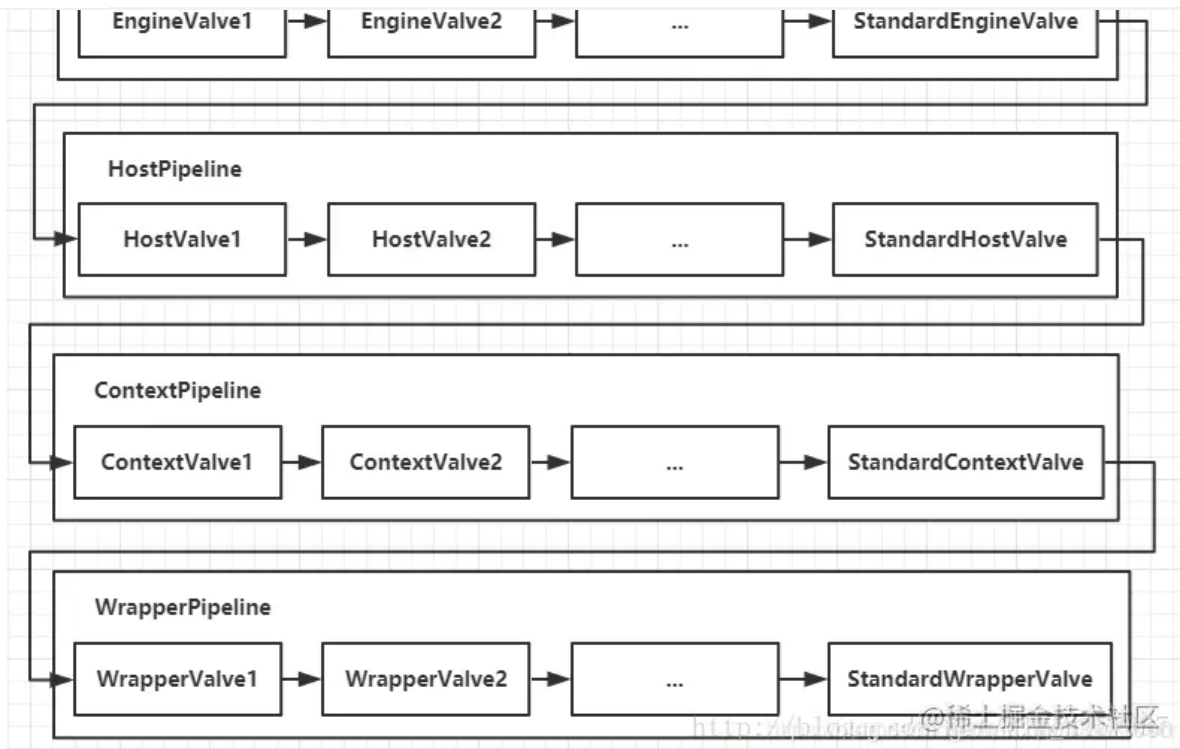 EngineValve1 EngineValve2 ... StandardEngineValve
HostPipeline
HostValve1 HostValve2 ... StandardHostValve
ContextPipeline
ContextValve1 ContextValve2 ... StandardContextValve
WrapperPipeline
WrapperValve1 WrapperValve2 ... StandardWrapperValve
@稀土掘金技术社区